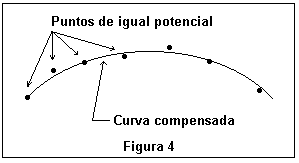 Puntos de igual potencial
Curva compensada
Figura 4